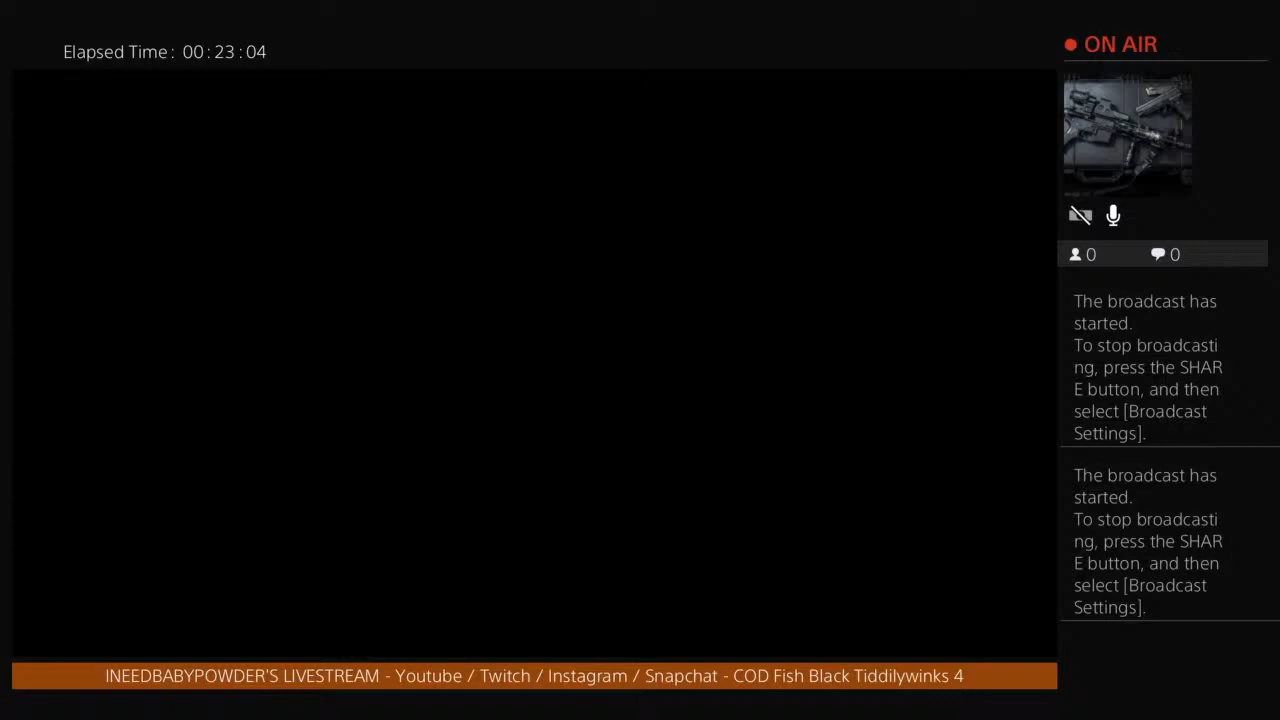 Elapsed Time: 00:23:04
ON AIR
0 0
The broadcast has
started.
To stop broadcasti
ng, press the SHAR
E button, and then
select [Broadcast
Settings].
The broadcast has
started.
To stop broadcasti
ng, press the SHAR
E button, and then
select [Broadcast
Settings].
INEEDBABYPOWDER'S LIVESTREAM - Youtube / Twitch / Instagram / Snapchat - COD Fish Black Tiddilywinks 4